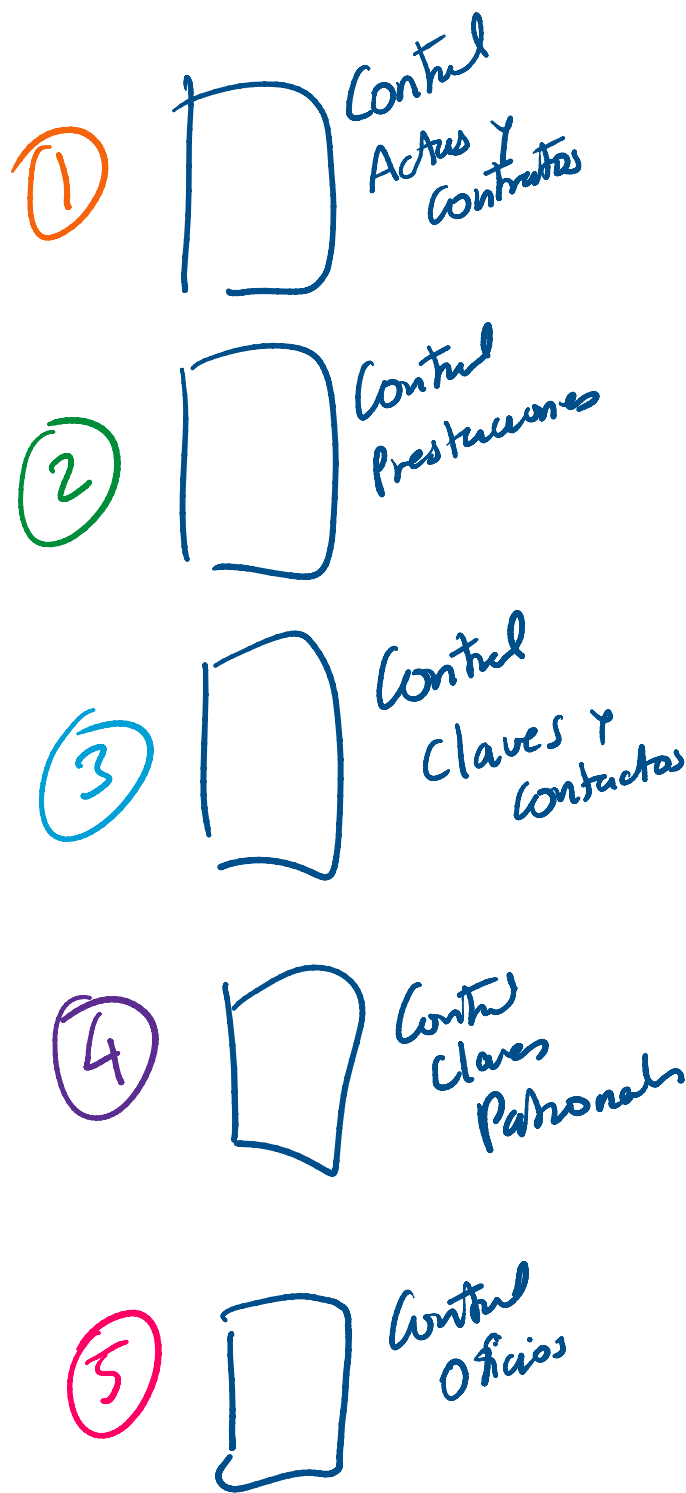 1
Control
Actas y
contratos
2
Control
Prestaciones
3
Control
Claves y
contactos
4
Control
Claves
Patronales
5
Control
Oficios